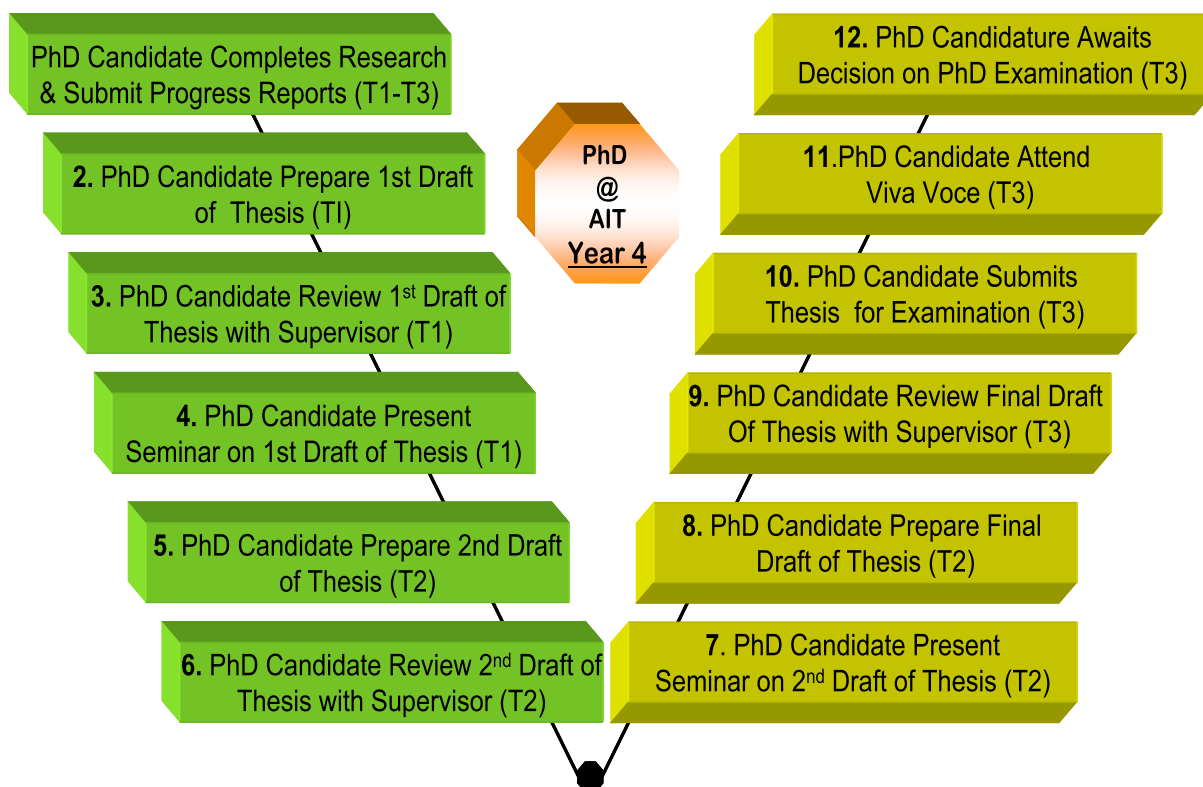 PhD Candidate Completes Research
& Submit Progress Reports (T1-T3)
2. PhD Candidate Prepare 1st Draft
of Thesis (TI)
3. PhD Candidate Review 1st Draft of
Thesis with Supervisor (T1)
4. PhD Candidate Present
Seminar on 1st Draft of Thesis (T1)
5. PhD Candidate Prepare 2nd Draft
of Thesis (T2)
6. PhD Candidate Review 2nd Draft of
Thesis with Supervisor (T2)
PhD
@
AIT
Year 4
7. PhD Candidate Present
Seminar on 2nd Draft of Thesis (T2)
8. PhD Candidate Prepare Final
Draft of Thesis (T2)
9. PhD Candidate Review Final Draft
Of Thesis with Supervisor (T3)
10. PhD Candidate Submits
Thesis for Examination (T3)
11.PhD Candidate Attend
Viva Voce (T3)
12. PhD Candidature Awaits
Decision on PhD Examination (T3)